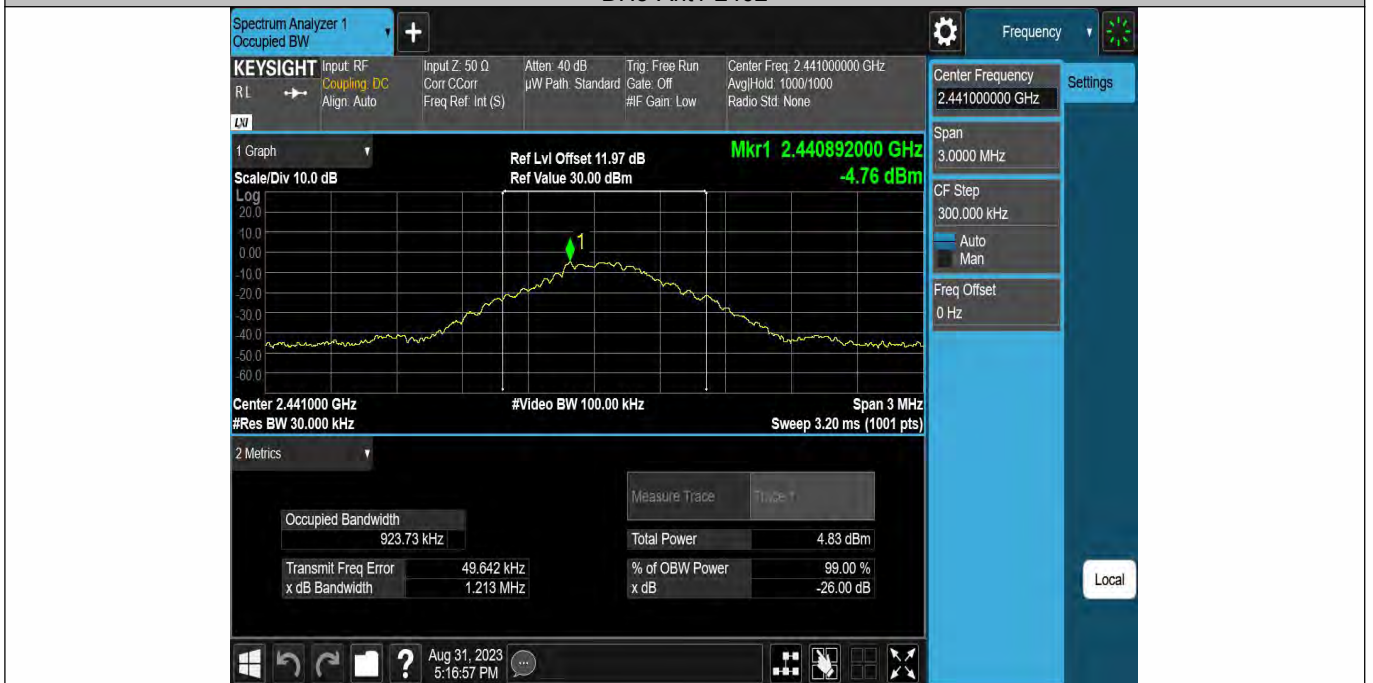 Spectrum Analyzer 1
Occupied BW
Frequency
KEYSIGHT
RL
LXI
Input: RF
Coupling: DC
Align: Auto
Input Z: 50 Ω
Corr CCorr
Freq Ref: Int (S)
Atten: 40 dB
µW Path: Standard
Trig: Free Run
Gate: Off
#IF Gain: Low
Center Freq: 2.441000000 GHz
Avg|Hold: 1000/1000
Radio Std: None
Center Frequency
2.441000000 GHz
Settings
Span
3.0000 MHz
CF Step
300.000 kHz
Auto
Man
Freq Offset
0 Hz
Local
1 Graph
Scale/Div 10.0 dB
Ref Lvl Offset 11.97 dB
Ref Value 30.00 dBm
Mkr1 2.440892000 GHz
-4.76 dBm
Log
20.0
10.0
0.00
-10.0
-20.0
-30.0
-40.0
-50.0
-60.0
1
Center 2.441000 GHz
#Res BW 30.000 kHz
#Video BW 100.00 kHz
Span 3 MHz
Sweep 3.20 ms (1001 pts)
2 Metrics
Measure Trace
Trace 1
Occupied Bandwidth
923.73 kHz
Total Power 4.83 dBm
Transmit Freq Error 49.642 kHz
% of OBW Power 99.00 %
x dB Bandwidth 1.213 MHz
x dB -26.00 dB
Aug 31, 2023
5:16:57 PM